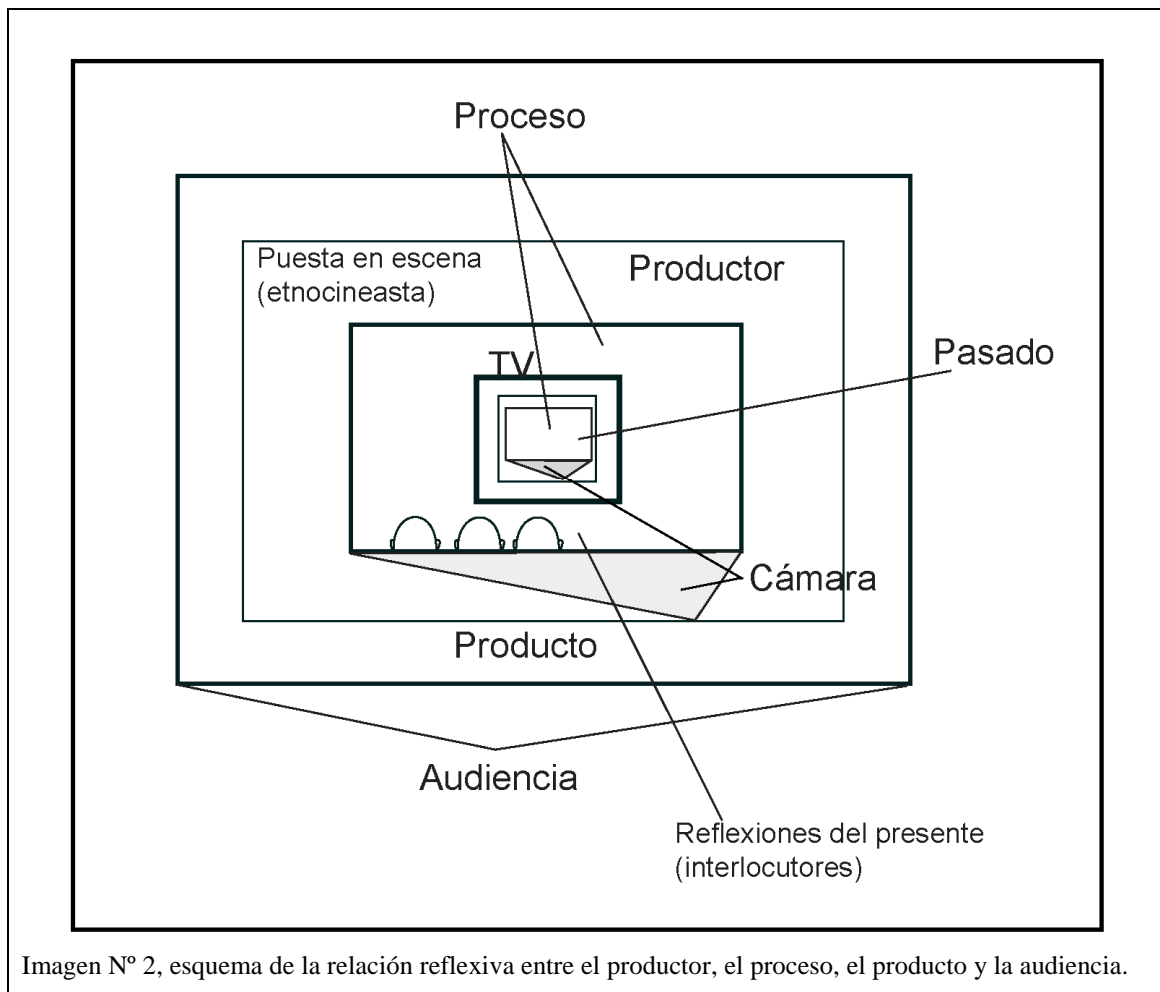 Proceso
Puesta en escena
(etnocineasta)
Productor
TV
Pasado
Cámara
Producto
Audiencia
Reflexiones del presente
(interlocutores)
Imagen Nº 2, esquema de la relación reflexiva entre el productor, el proceso, el producto y la audiencia.